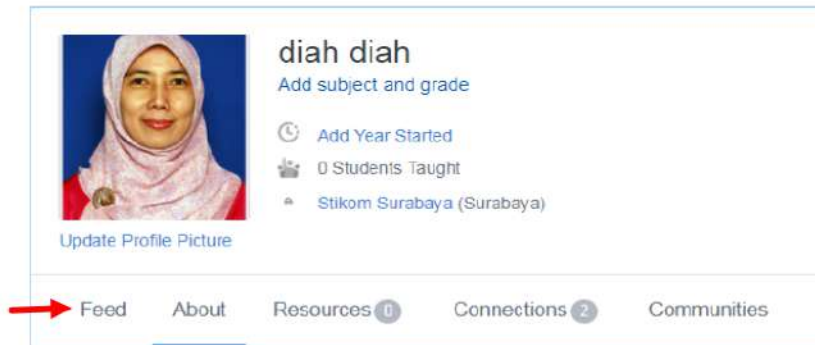 diah diah
Add subject and grade
Add Year Started
0 Students Taught
Stikom Surabaya (Surabaya)
Update Profile Picture
Feed About Resources 0 Connections 2 Communities